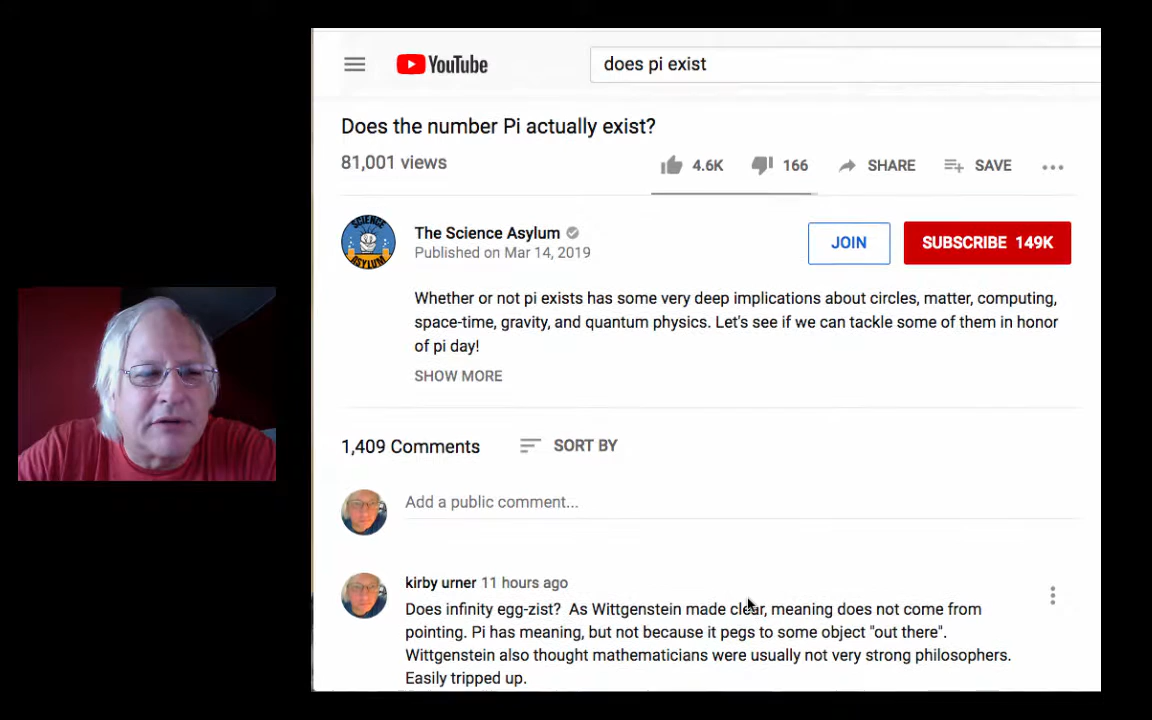 YouTube
does pi exist
Does the number Pi actually exist?
81,001 views
4.6K
166
SHARE
SAVE
SCIENCE
ASYLUM
The Science Asylum
Published on Mar 14, 2019
JOIN
SUBSCRIBE 149K
Whether or not pi exists has some very deep implications about circles, matter, computing,
space-time, gravity, and quantum physics. Let's see if we can tackle some of them in honor
of pi day!
SHOW MORE
1,409 Comments
SORT BY
Add a public comment...
kirby urner 11 hours ago
Does infinity egg-zist? As Wittgenstein made clear, meaning does not come from
pointing. Pi has meaning, but not because it pegs to some object "out there".
Wittgenstein also thought mathematicians were usually not very strong philosophers.
Easily tripped up.